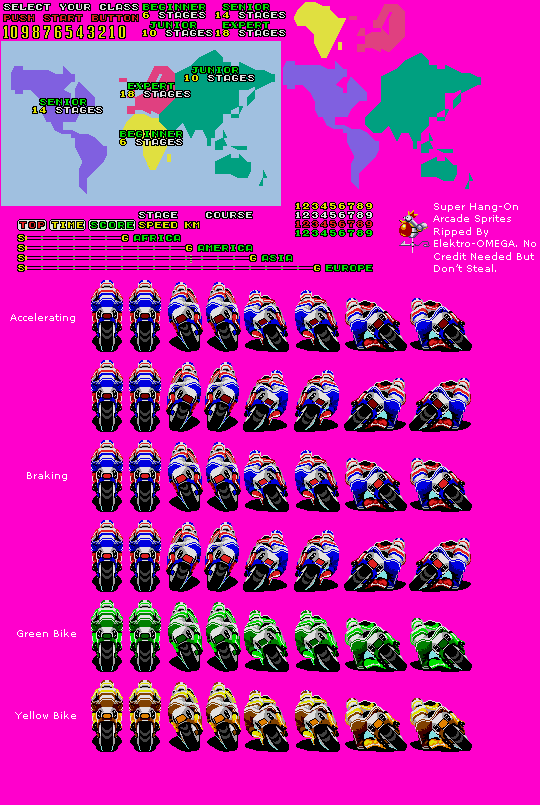 SELECT YOUR CLASS
PUSH START BUTTON
109876543210
BEGINNER
6 STAGES
SENIOR
14 STAGES
JUNIOR
10 STAGES
EXPERT
18 STAGES
JUNIOR
10 STAGES
EXPERT
18 STAGES
SENIOR
14 STAGES
BEGINNER
6 STAGES
STAGE COURSE
TOP TIME SCORE SPEED KM
S G AFRICA
S G AMERICA
S G ASIA
S G EUROPE
123456789
123456789
123456789
123456789
Super Hang-On
Arcade Sprites
Ripped By
Elektro-OMEGA. No
Credit Needed But
Don't Steal.
Accelerating
Braking
Green Bike
Yellow Bike